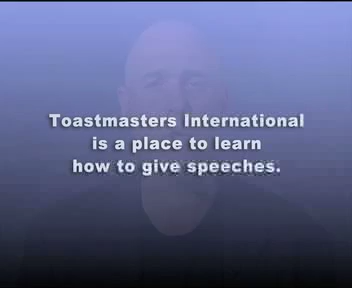 Toastmasters International
is a place to learn
how to give speeches.